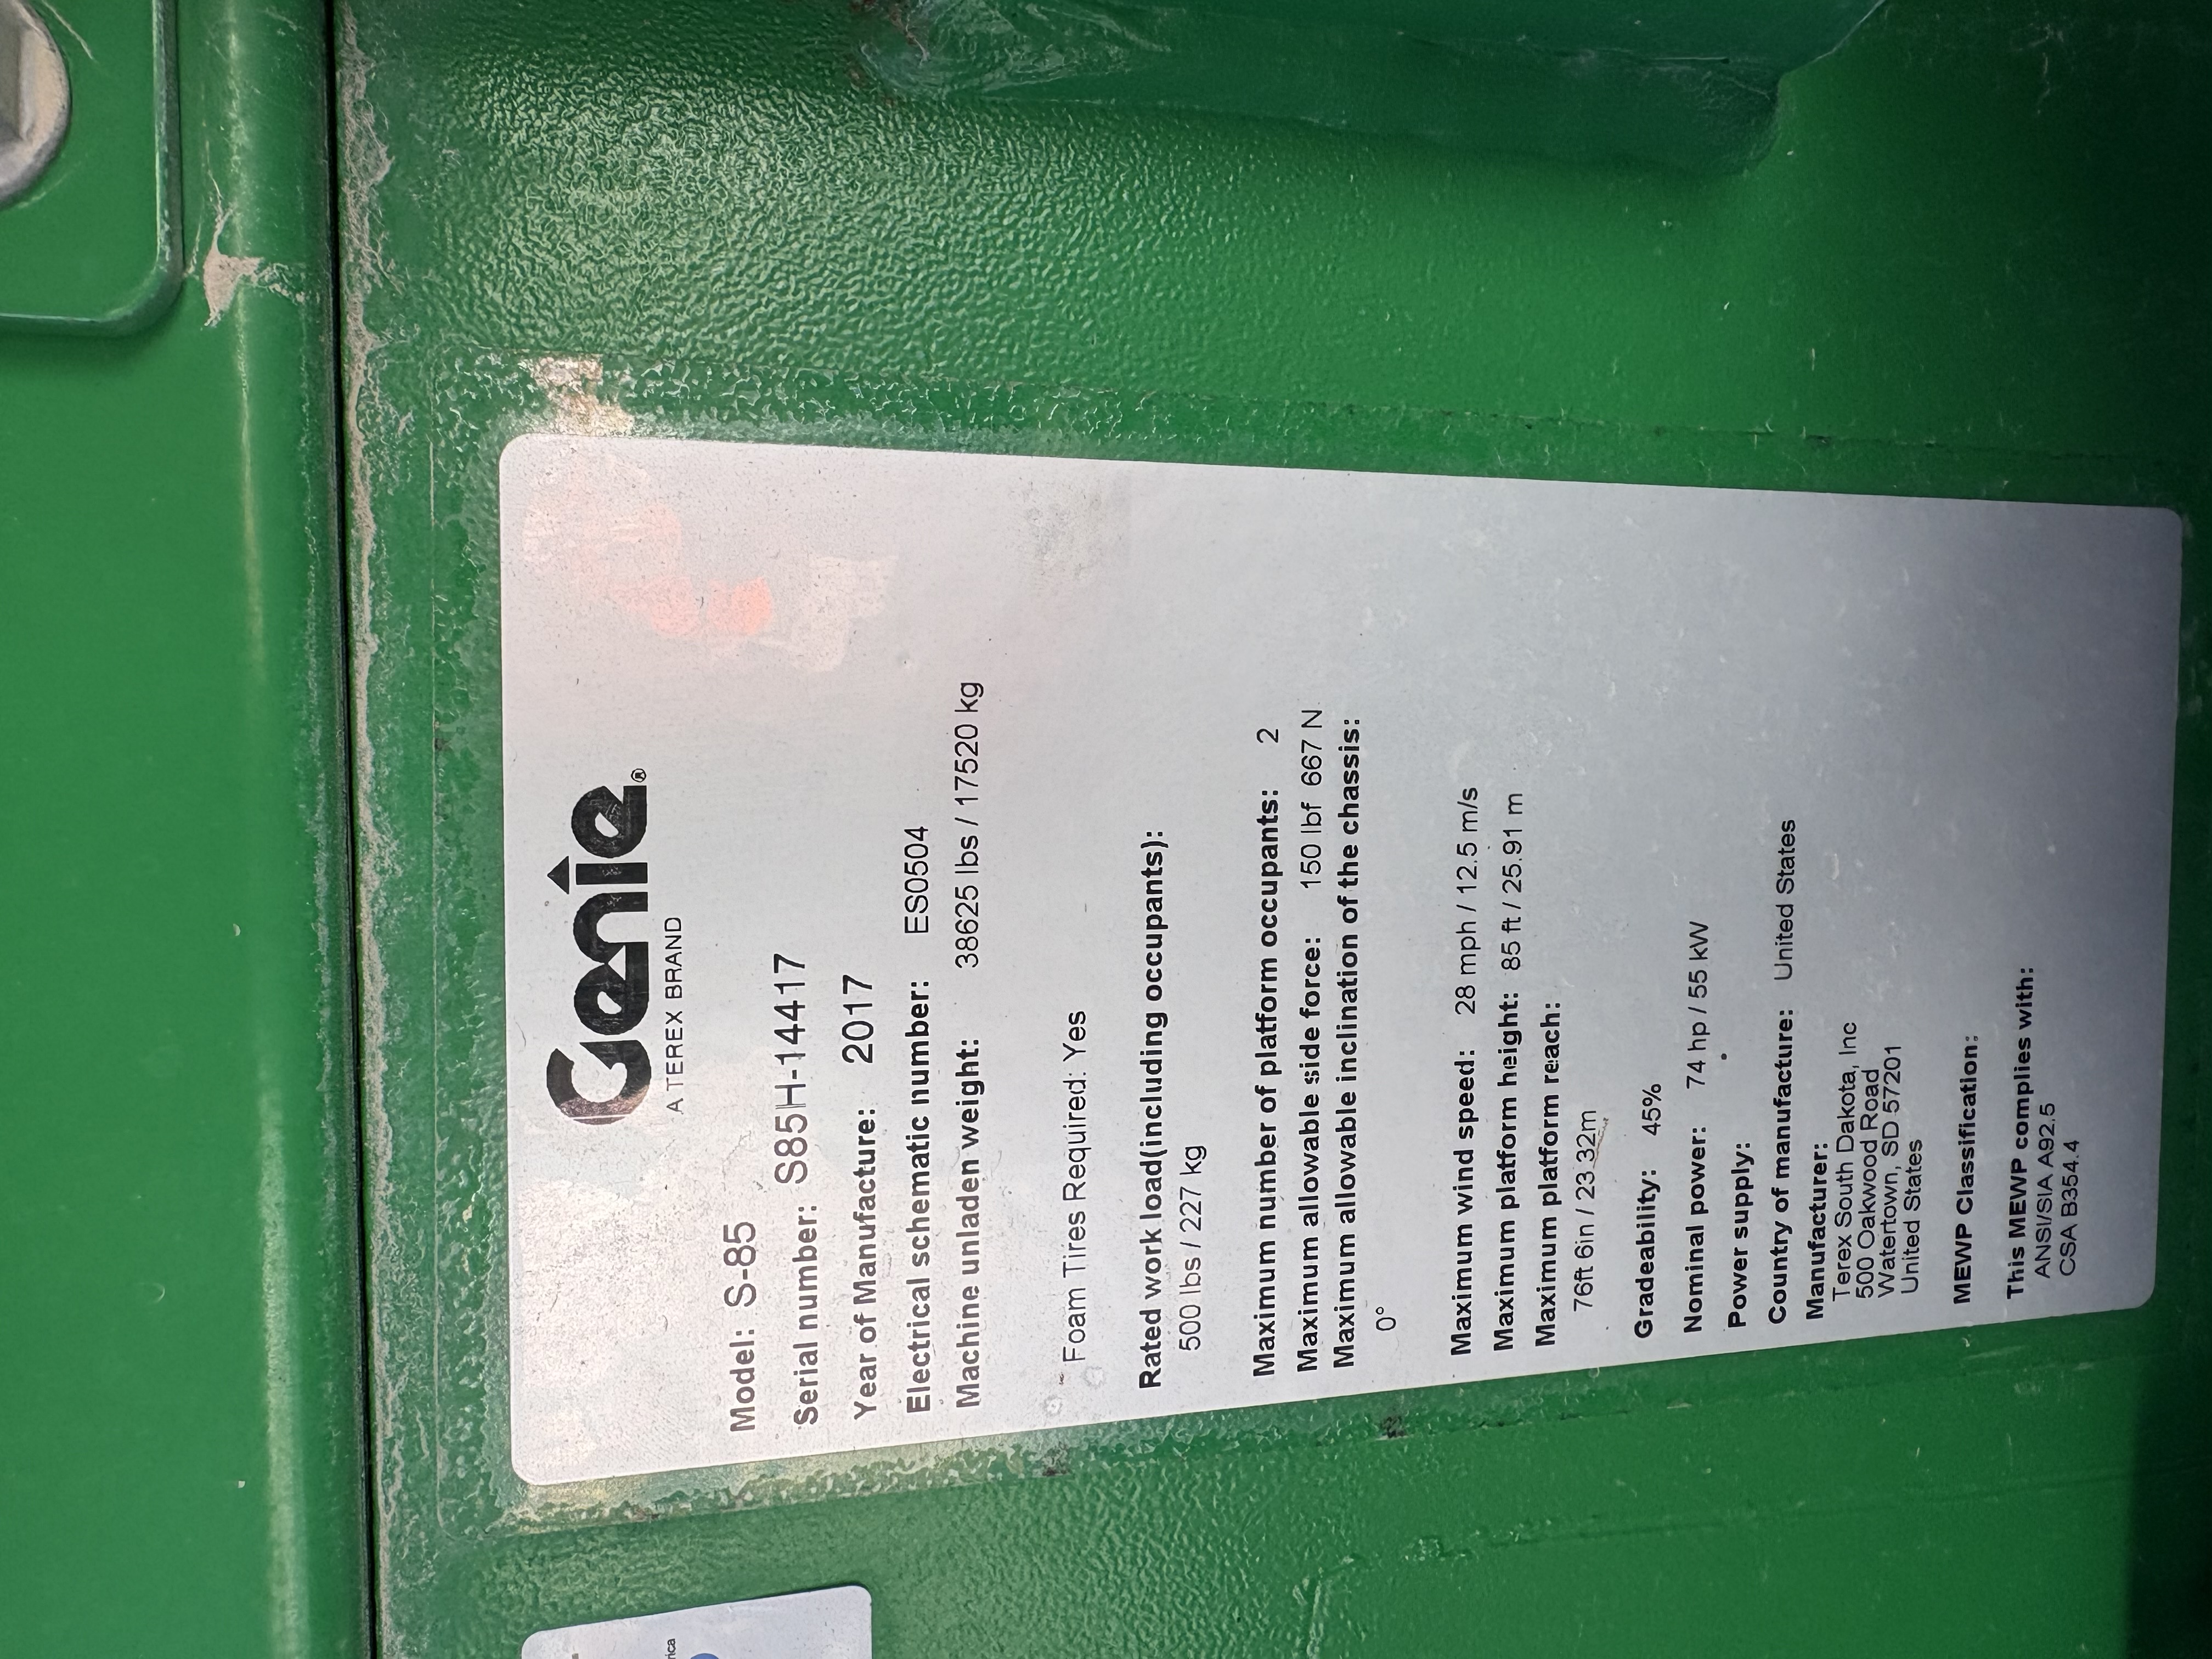 Genie®
A TEREX BRAND
Model: S-85
Serial number: S85H-14417
Year of Manufacture: 2017
Electrical schematic number: ES0504
Machine unladen weight: 38625 lbs / 17520 kg
Foam Tires Required: Yes
Rated work load(including occupants):
500 lbs / 227 kg
Maximum number of platform occupants: 2
Maximum allowable side force: 150 lbf 667 N
Maximum allowable inclination of the chassis:
0°
Maximum wind speed: 28 mph / 12.5 m/s
Maximum platform height: 85 ft / 25.91 m
Maximum platform reach:
76ft 6in / 23.32m
Gradeability: 45%
Nominal power: 74 hp / 55 kW
Power supply:
Country of manufacture: United States
Manufacturer:
Terex South Dakota, Inc
500 Oakwood Road
Watertown, SD 57201
United States
MEWP Classification:
This MEWP complies with:
ANSI/SIA A92.5
CSA B354.4